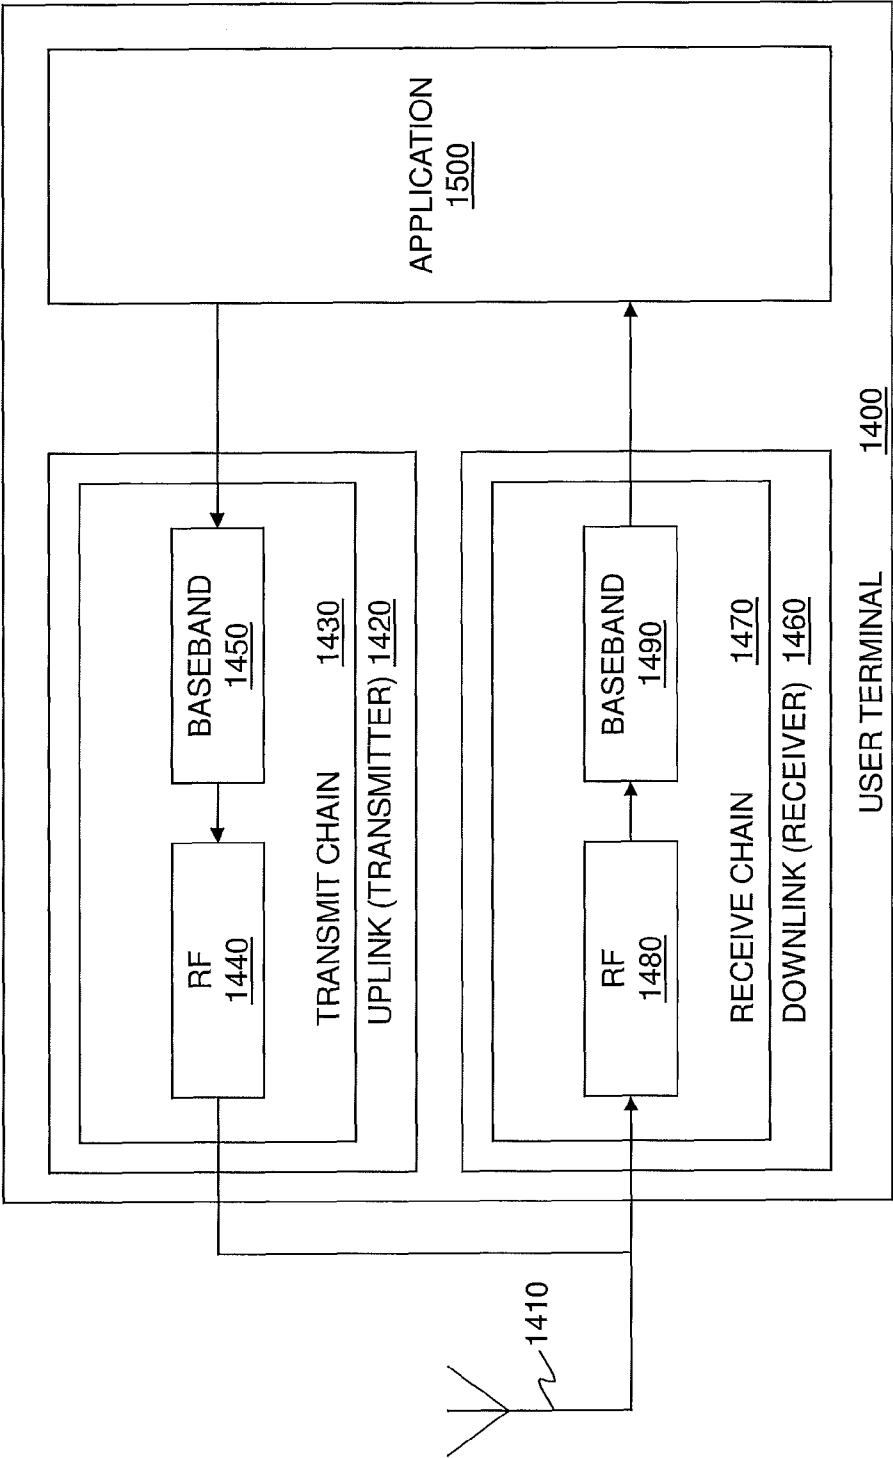 APPLICATION
1500
BASEBAND
1450
RF
1440
TRANSMIT CHAIN 1430
UPLINK (TRANSMITTER) 1420
BASEBAND
1490
RF
1480
RECEIVE CHAIN 1470
DOWNLINK (RECEIVER) 1460
USER TERMINAL 1400
1410